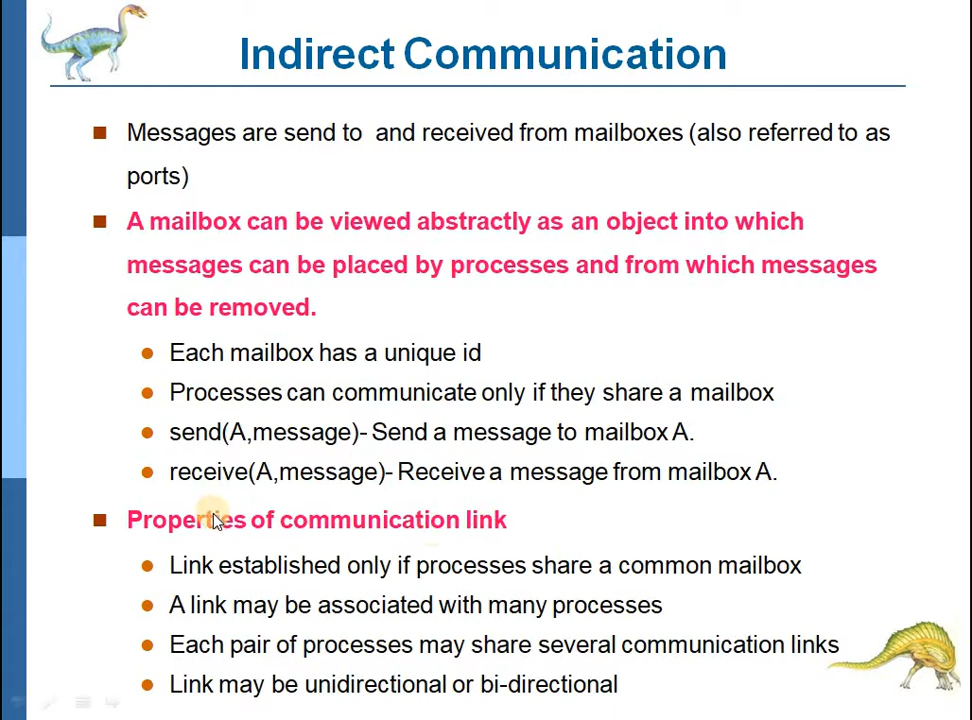 Indirect Communication
Messages are send to and received from mailboxes (also referred to as
ports)
A mailbox can be viewed abstractly as an object into which
messages can be placed by processes and from which messages
can be removed.
Each mailbox has a unique id
Processes can communicate only if they share a mailbox
send(A,message)- Send a message to mailbox A.
receive(A,message)- Receive a message from mailbox A.
Properties of communication link
Link established only if processes share a common mailbox
A link may be associated with many processes
Each pair of processes may share several communication links
Link may be unidirectional or bi-directional